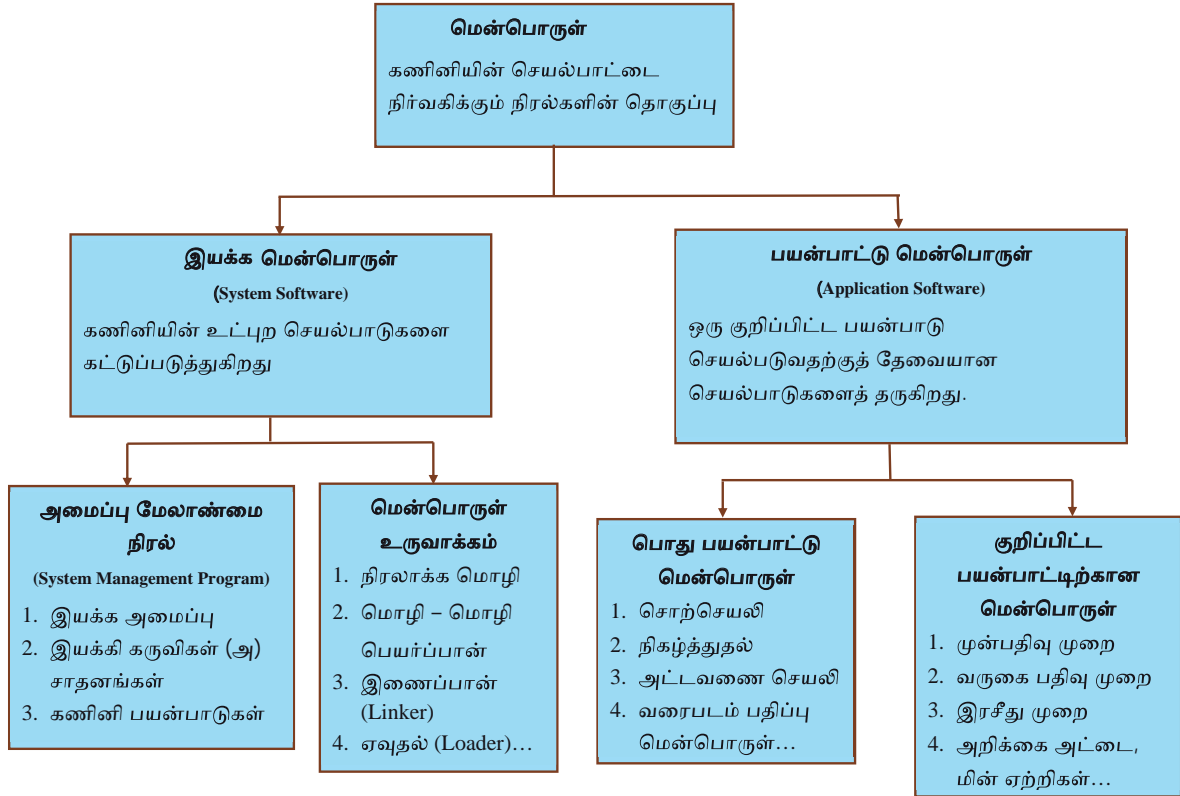 மென்பொருள்
கணினியின் செயல்பாட்டை
நிர்வகிக்கும் நிரல்களின் தொகுப்பு
இயக்க மென்பொருள்
(System Software)
கணினியின் உட்புற செயல்பாடுகளை
கட்டுப்படுத்துகிறது
பயன்பாட்டு மென்பொருள்
(Application Software)
ஒரு குறிப்பிட்ட பயன்பாடு
செயல்படுவதற்குத் தேவையான
செயல்பாடுகளைத் தருகிறது.
அமைப்பு மேலாண்மை
நிரல்
(System Management Program)
1. இயக்க அமைப்பு
2. இயக்கி கருவிகள் (அ)
சாதனங்கள்
3. கணினி பயன்பாடுகள்
மென்பொருள்
உருவாக்கம்
1. நிரலாக்க மொழி
2. மொழி – மொழி
பெயர்ப்பான்
3. இணைப்பான்
(Linker)
4. ஏவுதல் (Loader)...
பொது பயன்பாட்டு
மென்பொருள்
1. சொற்செயலி
2. நிகழ்த்துதல்
3. அட்டவணை செயலி
4. வரைபடம் பதிப்பு
மென்பொருள்...
குறிப்பிட்ட
பயன்பாட்டிற்கான
மென்பொருள்
1. முன்பதிவு முறை
2. வருகை பதிவு முறை
3. இரசீது முறை
4. அறிக்கை அட்டை,
மின் ஏற்றிகள்...